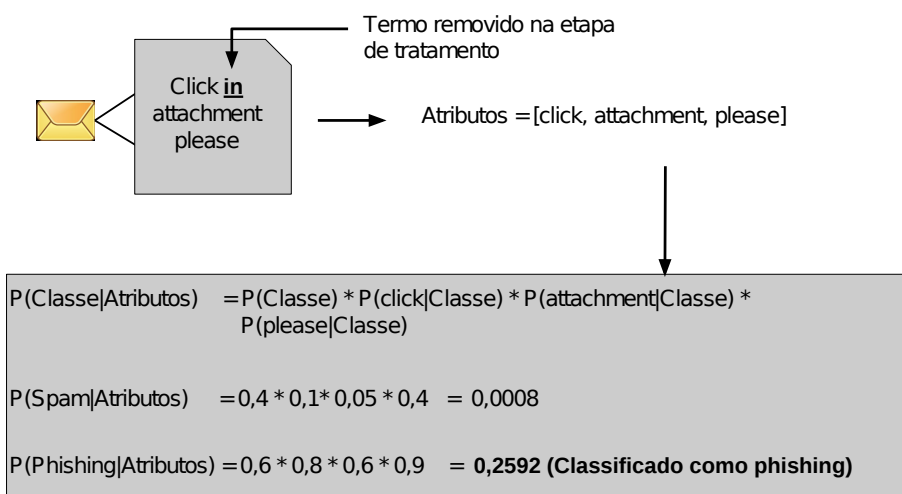 Termo removido na etapa
de tratamento
Click in
attachment
please
Atributos = [click, attachment, please]
P(Classe|Atributos) = P(Classe) * P(click|Classe) * P(attachment|Classe) *
P(please|Classe)
P(Spam|Atributos) = 0,4 * 0,1* 0,05 * 0,4 = 0,0008
P(Phishing|Atributos) = 0,6 * 0,8 * 0,6 * 0,9 = 0,2592 (Classificado como phishing)